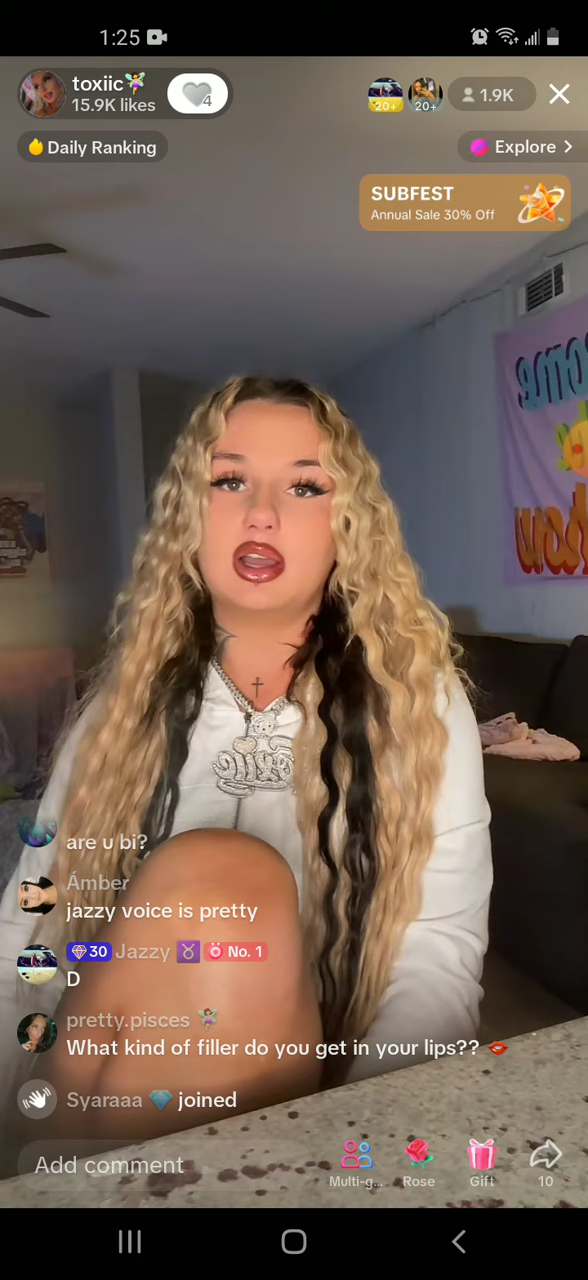 1:25
toxiic🧚🏼‍♀️
15.9K likes
4
20+
20+
1.9K
Daily Ranking
Explore
SUBFEST
Annual Sale 30% Off
are u bi?
Ámber
jazzy voice is pretty
30 Jazzy ♉ No. 1
D
pretty.pisces 🧚🏽‍♀️
What kind of filler do you get in your lips?? 💋
Syaraaa 💎 joined
Add comment
Multi-g...
Rose
Gift
10